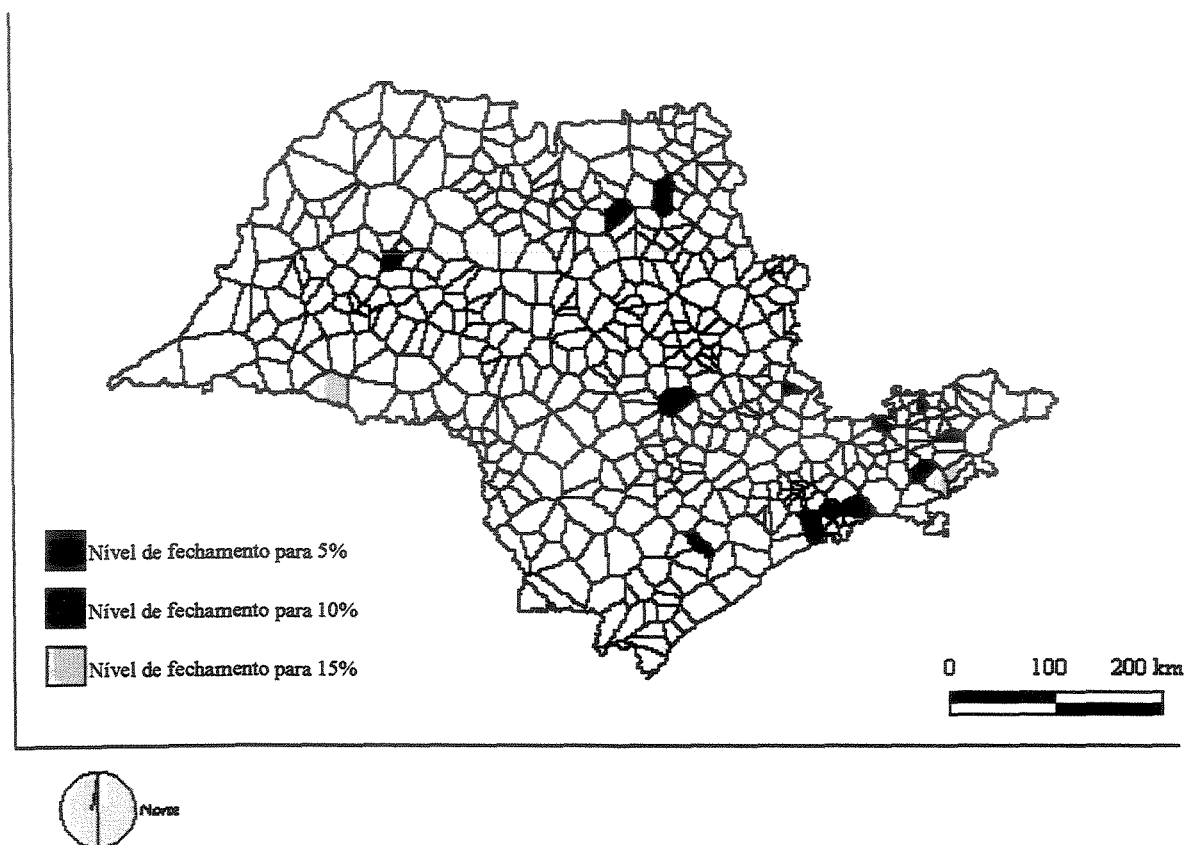 Nível de fechamento para 5%
Nível de fechamento para 10%
Nível de fechamento para 15%
0 100 200 km
Norte